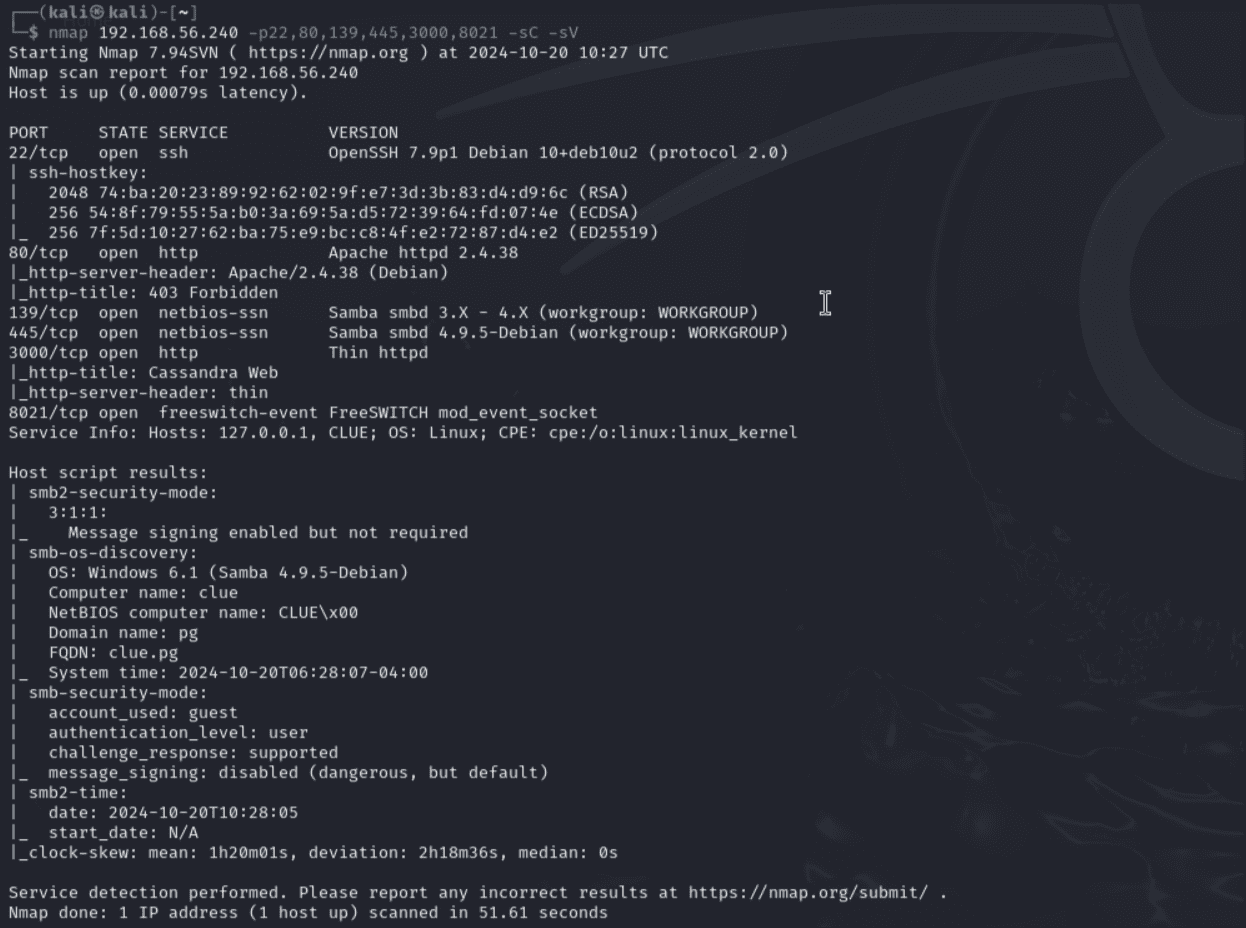 ┌──(kali㉿kali)-[~]
└─$ nmap 192.168.56.240 -p22,80,139,445,3000,8021 -sC -sV
Starting Nmap 7.94SVN ( https://nmap.org ) at 2024-10-20 10:27 UTC
Nmap scan report for 192.168.56.240
Host is up (0.00079s latency).

PORT     STATE SERVICE          VERSION
22/tcp   open  ssh              OpenSSH 7.9p1 Debian 10+deb10u2 (protocol 2.0)
| ssh-hostkey:
|   2048 74:ba:20:23:89:92:62:02:9f:e7:3d:3b:83:d4:d9:6c (RSA)
|   256 54:8f:79:55:5a:b0:3a:69:5a:d5:72:39:64:fd:07:4e (ECDSA)
|_  256 7f:5d:10:27:62:ba:75:e9:bc:c8:4f:e2:72:87:d4:e2 (ED25519)
80/tcp   open  http             Apache httpd 2.4.38
|_http-server-header: Apache/2.4.38 (Debian)
|_http-title: 403 Forbidden
139/tcp  open  netbios-ssn      Samba smbd 3.X - 4.X (workgroup: WORKGROUP)
445/tcp  open  netbios-ssn      Samba smbd 4.9.5-Debian (workgroup: WORKGROUP)
3000/tcp open  http             Thin httpd
|_http-title: Cassandra Web
|_http-server-header: thin
8021/tcp open  freeswitch-event FreeSWITCH mod_event_socket
Service Info: Hosts: 127.0.0.1, CLUE; OS: Linux; CPE: cpe:/o:linux:linux_kernel

Host script results:
| smb2-security-mode:
|   3:1:1:
|_    Message signing enabled but not required
| smb-os-discovery:
|   OS: Windows 6.1 (Samba 4.9.5-Debian)
|   Computer name: clue
|   NetBIOS computer name: CLUE\x00
|   Domain name: pg
|   FQDN: clue.pg
|_  System time: 2024-10-20T06:28:07-04:00
| smb-security-mode:
|   account_used: guest
|   authentication_level: user
|   challenge_response: supported
|_  message_signing: disabled (dangerous, but default)
| smb2-time:
|   date: 2024-10-20T10:28:05
|_  start_date: N/A
|_clock-skew: mean: 1h20m01s, deviation: 2h18m36s, median: 0s

Service detection performed. Please report any incorrect results at https://nmap.org/submit/ .
Nmap done: 1 IP address (1 host up) scanned in 51.61 seconds